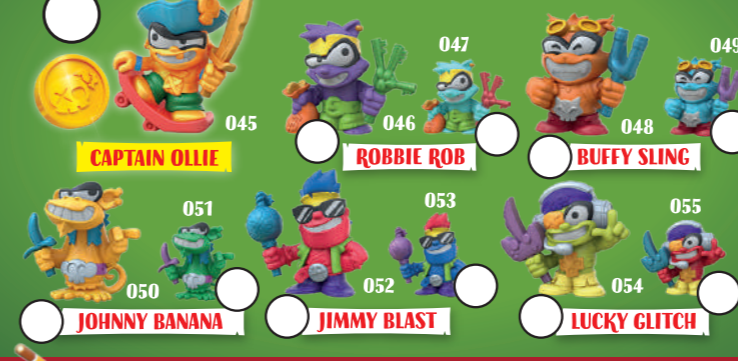 047
049
045
046
048
CAPTAIN OLLIE
ROBBIE ROB
BUFFY SLING
051
053
055
050
052
054
JOHNNY BANANA
JIMMY BLAST
LUCKY GLITCH